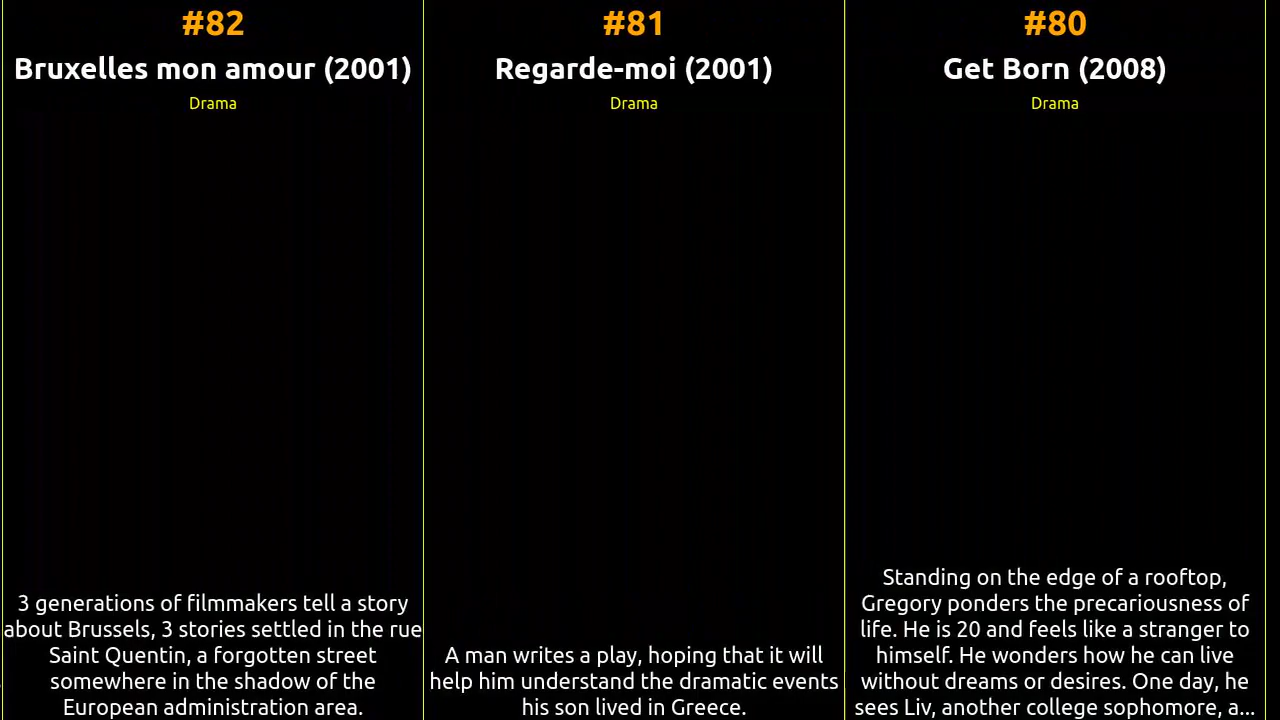 #82
Bruxelles mon amour (2001)
Drama
3 generations of filmmakers tell a story
about Brussels, 3 stories settled in the rue
Saint Quentin, a forgotten street
somewhere in the shadow of the
European administration area.
#81
Regarde-moi (2001)
Drama
A man writes a play, hoping that it will
help him understand the dramatic events
his son lived in Greece.
#80
Get Born (2008)
Drama
Standing on the edge of a rooftop,
Gregory ponders the precariousness of
life. He is 20 and feels like a stranger to
himself. He wonders how he can live
without dreams or desires. One day, he
sees Liv, another college sophomore, a...